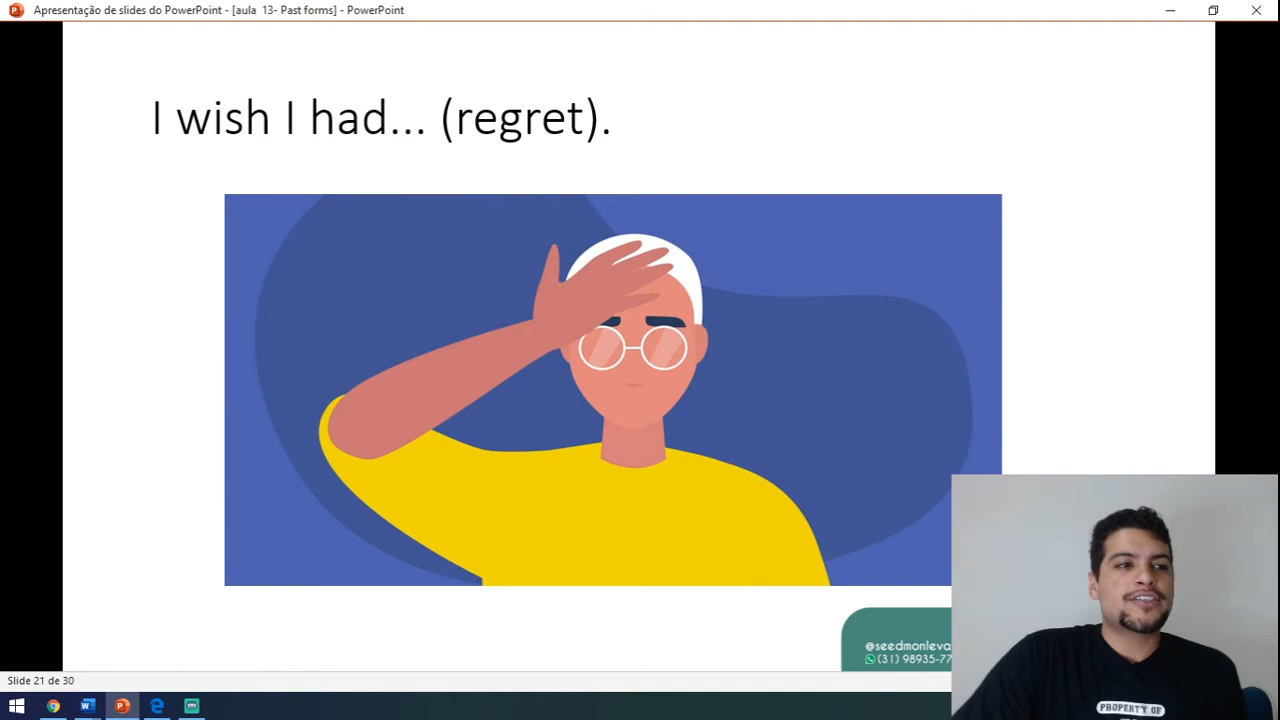 Apresentação de slides do PowerPoint - [aula  13- Past forms] - PowerPoint
I wish I had... (regret).
@seedmonleva
(31) 98935-77
PROPERTY OF
Slide 21 de 30